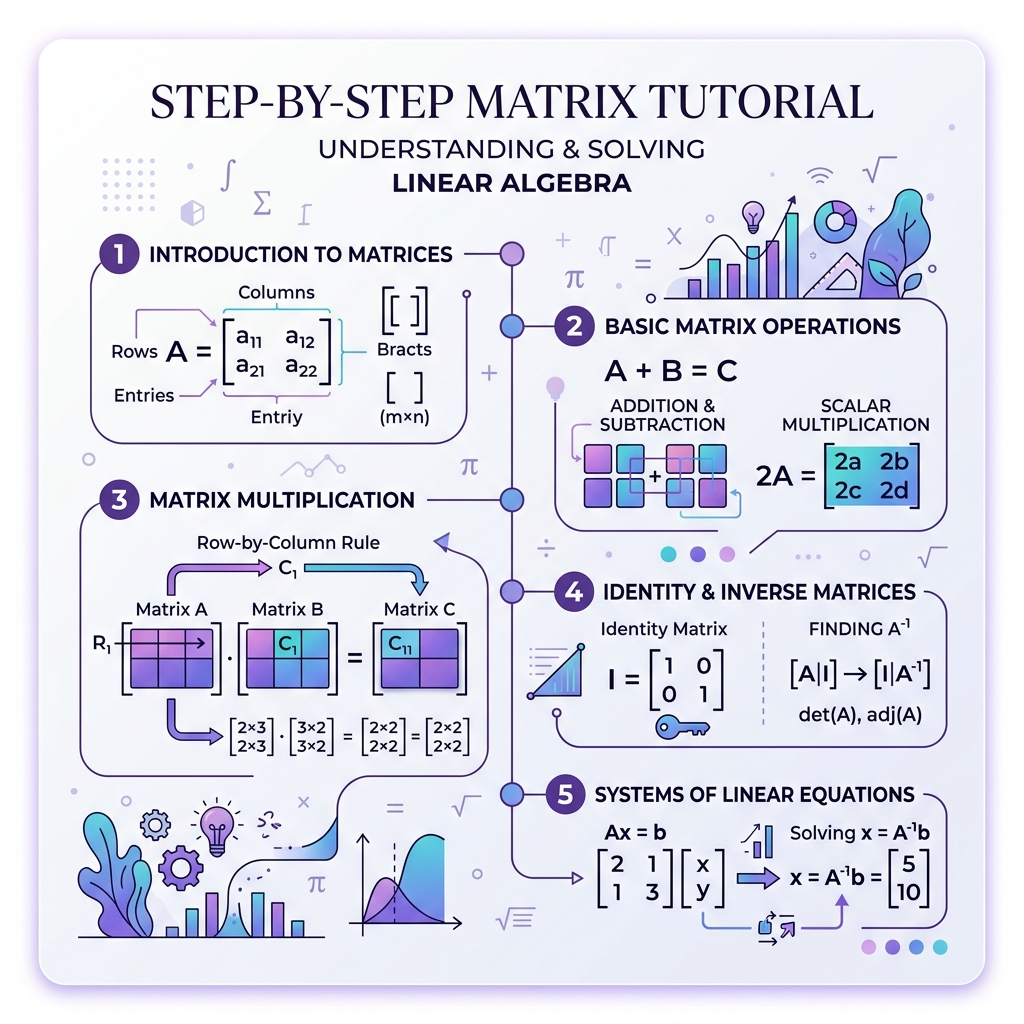 STEP-BY-STEP MATRIX TUTORIAL
UNDERSTANDING & SOLVING
LINEAR ALGEBRA
1 INTRODUCTION TO MATRICES
Columns
Rows A = [a₁₁ a₁₂
a₂₁ a₂₂]
Entries
Entriy
[[ ]]
Bracts
[ ]
(m×n)
2 BASIC MATRIX OPERATIONS
A + B = C
ADDITION &
SUBTRACTION
+
SCALAR
MULTIPLICATION
2A = [2a 2b
2c 2d]
3 MATRIX MULTIPLICATION
Row-by-Column Rule
C₁
Matrix A Matrix B Matrix C
R₁ · C₁ = C₁₁
[2×3 · [3×2 = [2×2 = [2×2
2×3] 3×2] 2×2] 2×2]
4 IDENTITY & INVERSE MATRICES
Identity Matrix
I = [1 0
0 1]
FINDING A⁻¹
[A|I] → [I|A⁻¹]
det(A), adj(A)
5 SYSTEMS OF LINEAR EQUATIONS
Ax = b
[2 1
1 3] [x
y]
Solving x = A⁻¹b
x = A⁻¹b = [5
10]
∫
Σ
π
=
+
x
√
÷